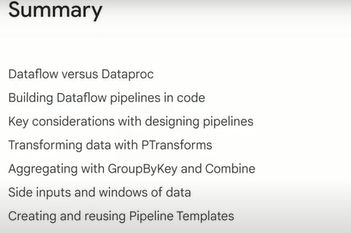 Summary
Dataflow versus Dataproc
Building Dataflow pipelines in code
Key considerations with designing pipelines
Transforming data with PTransforms
Aggregating with GroupByKey and Combine
Side inputs and windows of data
Creating and reusing Pipeline Templates